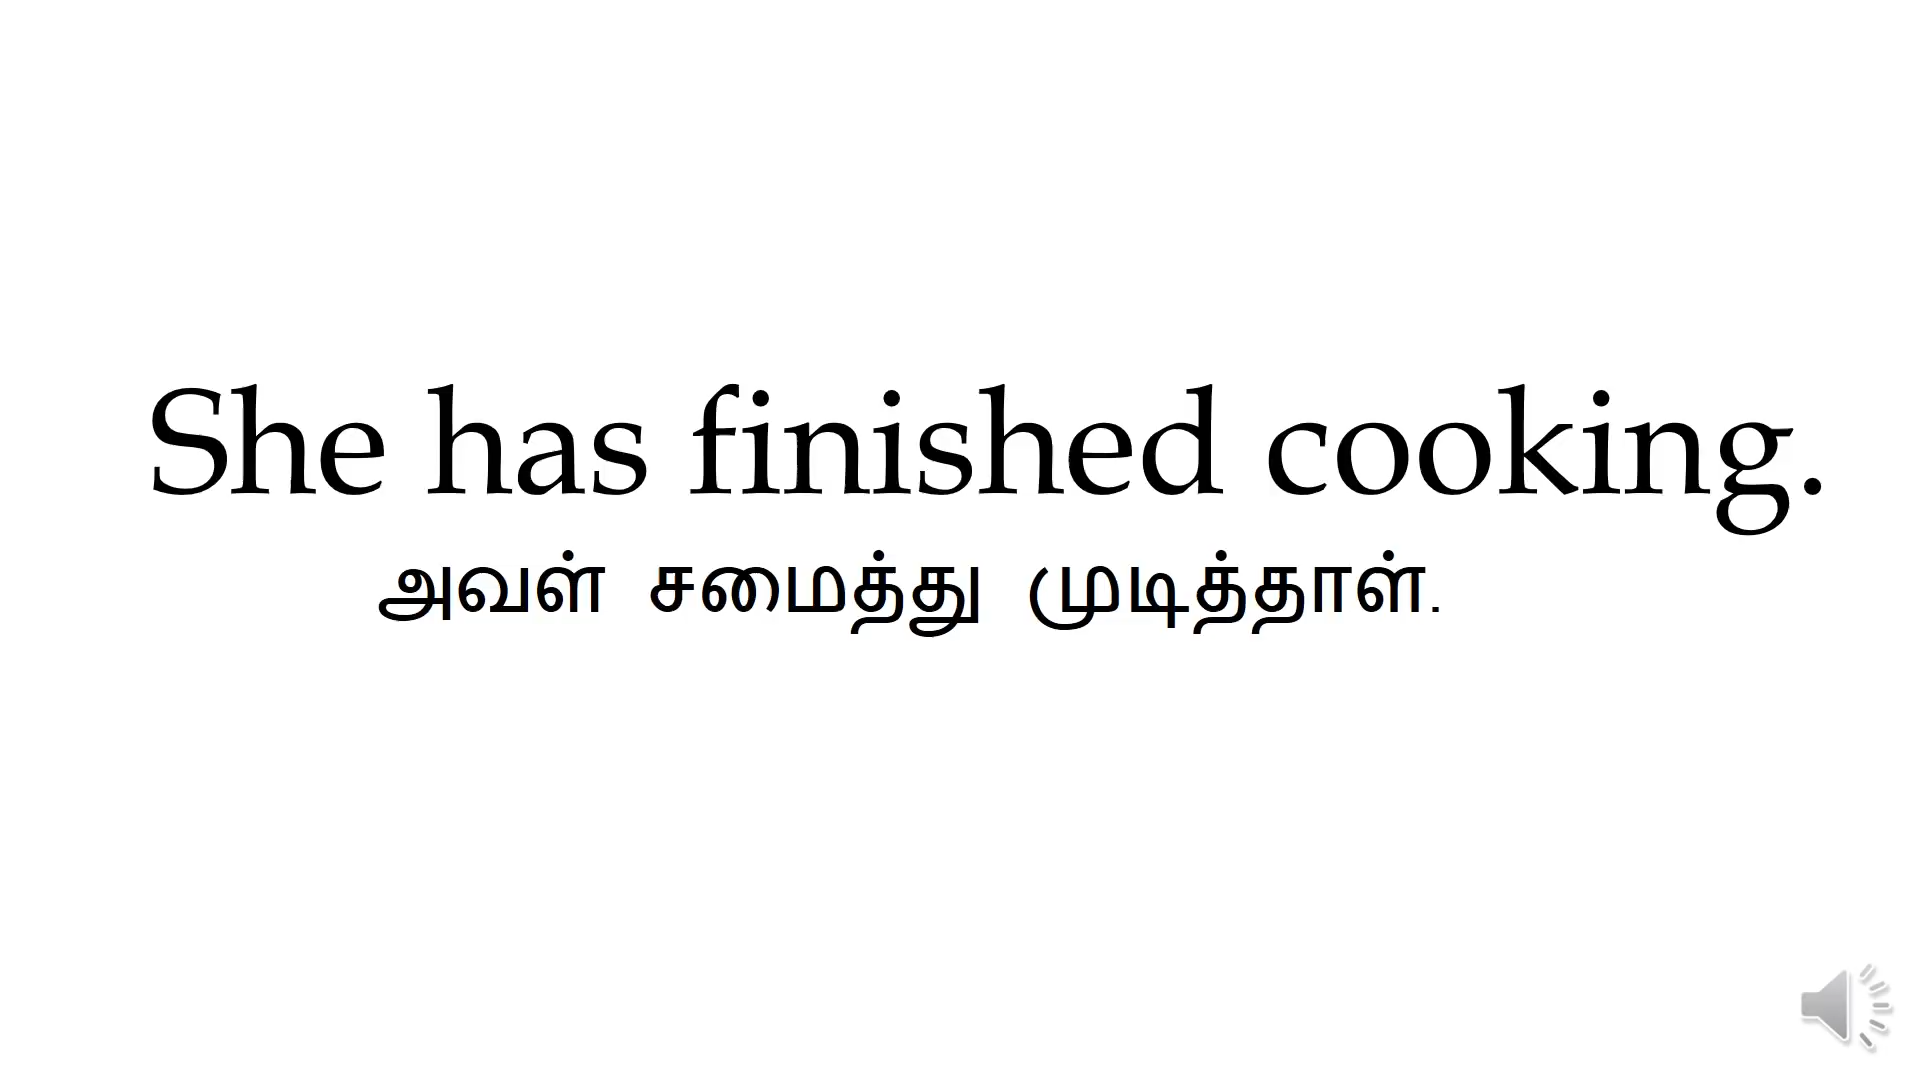 She has finished cooking.
அவள் சமைத்து முடித்தாள்.